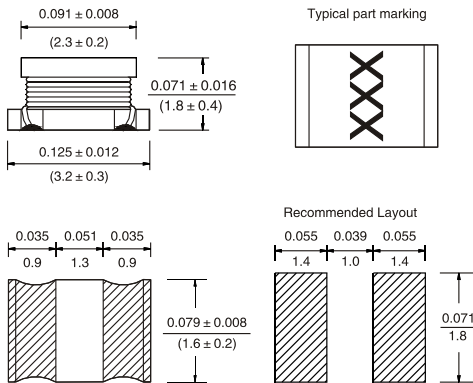 0.091 ± 0.008
(2.3 ± 0.2)
Typical part marking
0.071 ± 0.016
(1.8 ± 0.4)
XXX
0.125 ± 0.012
(3.2 ± 0.3)
Recommended Layout
0.035 0.051 0.035
0.9 1.3 0.9
0.055 0.039 0.055
1.4 1.0 1.4
0.079 ± 0.008
(1.6 ± 0.2)
0.071
1.8